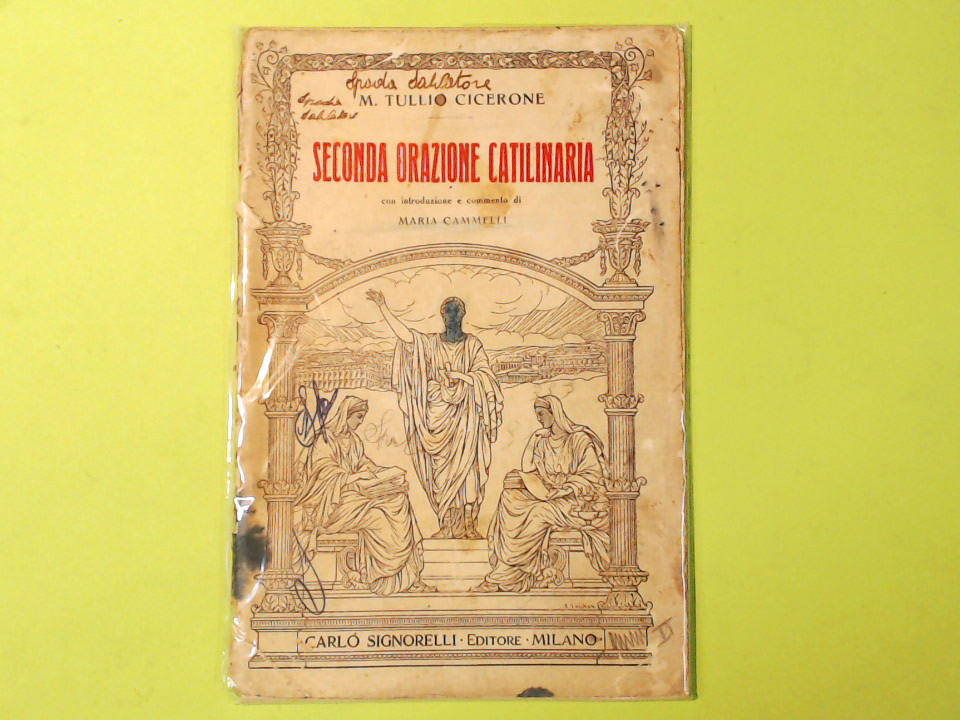 Spada Salvatore
Spada
Salvatore
M. TULLIO CICERONE
SECONDA ORAZIONE CATILINARIA
con introduzione e commento di
MARIA CAMMELLI
CARLO SIGNORELLI · EDITORE · MILANO